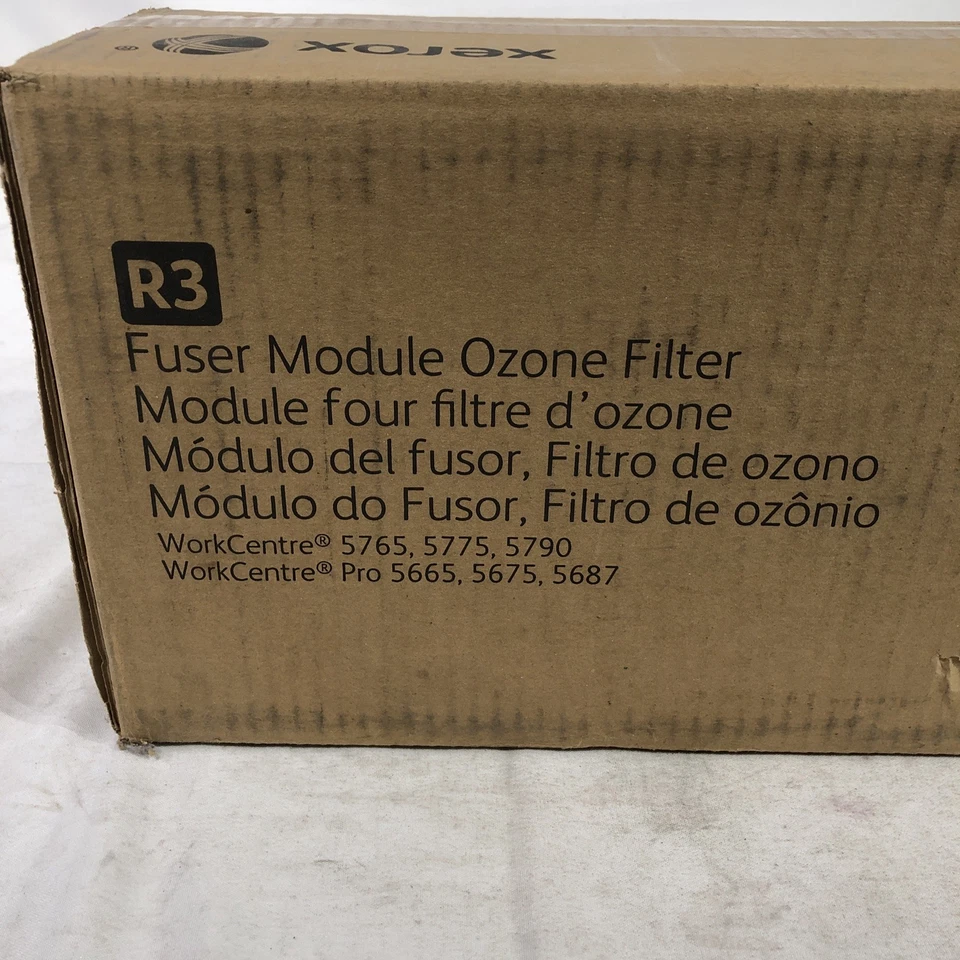 xerox ®
R3
Fuser Module Ozone Filter
Module four filtre d'ozone
Módulo del fusor, Filtro de ozono
Módulo do Fusor, Filtro de ozônio
WorkCentre® 5765, 5775, 5790
WorkCentre® Pro 5665, 5675, 5687